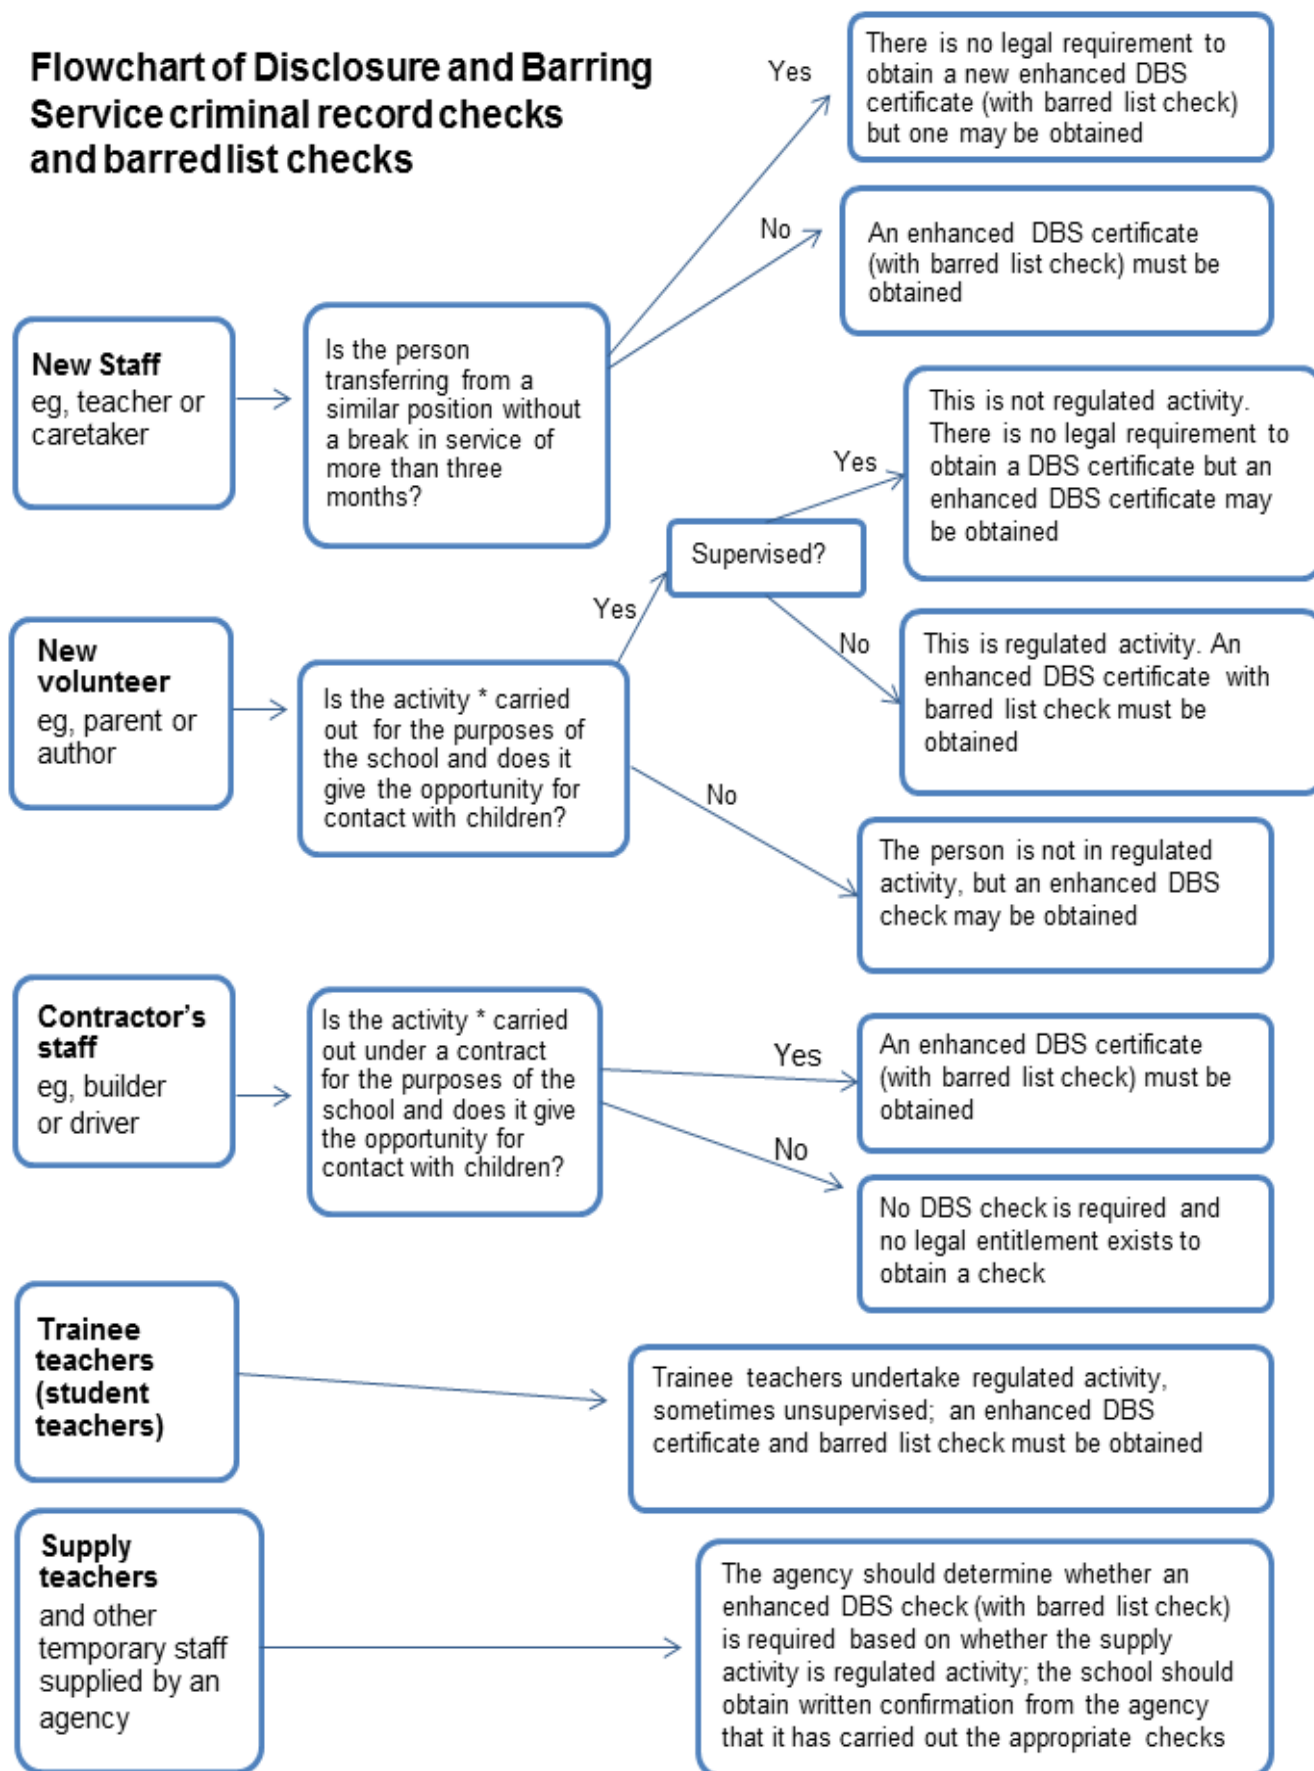 Flowchart of Disclosure and Barring
Service criminal record checks
and barred list checks
New Staff
eg, teacher or
caretaker
Is the person
transferring from a
similar position without
a break in service of
more than three
months?
Yes
There is no legal requirement to
obtain a new enhanced DBS
certificate (with barred list check)
but one may be obtained
No
An enhanced DBS certificate
(with barred list check) must be
obtained
New
volunteer
eg, parent or
author
Is the activity * carried
out for the purposes of
the school and does it
give the opportunity for
contact with children?
Yes
Supervised?
Yes
This is not regulated activity.
There is no legal requirement to
obtain a DBS certificate but an
enhanced DBS certificate may
be obtained
No
This is regulated activity. An
enhanced DBS certificate with
barred list check must be
obtained
No
The person is not in regulated
activity, but an enhanced DBS
check may be obtained
Contractor's
staff
eg, builder
or driver
Is the activity * carried
out under a contract
for the purposes of the
school and does it give
the opportunity for
contact with children?
Yes
An enhanced DBS certificate
(with barred list check) must be
obtained
No
No DBS check is required and
no legal entitlement exists to
obtain a check
Trainee
teachers
(student
teachers)
Trainee teachers undertake regulated activity,
sometimes unsupervised; an enhanced DBS
certificate and barred list check must be obtained
Supply
teachers
and other
temporary staff
supplied by an
agency
The agency should determine whether an
enhanced DBS check (with barred list check)
is required based on whether the supply
activity is regulated activity; the school should
obtain written confirmation from the agency
that it has carried out the appropriate checks